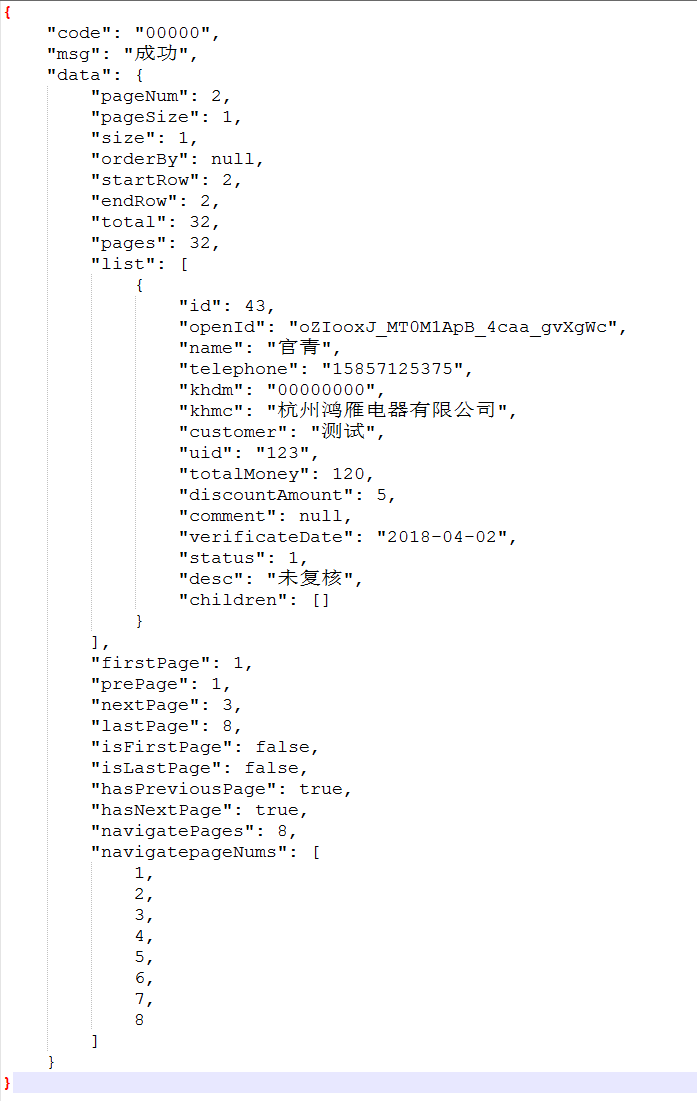 {
"code": "00000",
"msg": "成功",
"data": {
"pageNum": 2,
"pageSize": 1,
"size": 1,
"orderBy": null,
"startRow": 2,
"endRow": 2,
"total": 32,
"pages": 32,
"list": [
{
"id": 43,
"openId": "oZIooxJ_MT0M1ApB_4caa_gvXgWc",
"name": "官青",
"telephone": "15857125375",
"khdm": "00000000",
"khmc": "杭州鸿雁电器有限公司",
"customer": "测试",
"uid": "123",
"totalMoney": 120,
"discountAmount": 5,
"comment": null,
"verificateDate": "2018-04-02",
"status": 1,
"desc": "未复核",
"children": []
}
],
"firstPage": 1,
"prePage": 1,
"nextPage": 3,
"lastPage": 8,
"isFirstPage": false,
"isLastPage": false,
"hasPreviousPage": true,
"hasNextPage": true,
"navigatePages": 8,
"navigatepageNums": [
1,
2,
3,
4,
5,
6,
7,
8
]
}
}